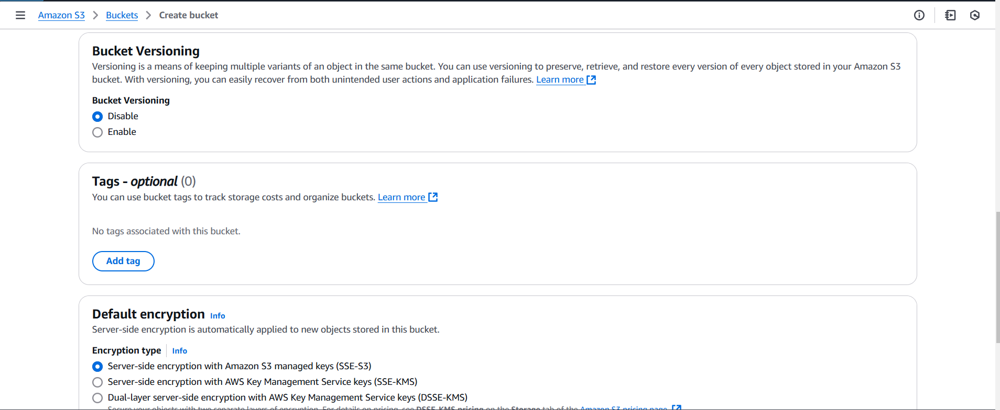 Amazon S3 > Buckets > Create bucket
Bucket Versioning
Versioning is a means of keeping multiple variants of an object in the same bucket. You can use versioning to preserve, retrieve, and restore every version of every object stored in your Amazon S3
bucket. With versioning, you can easily recover from both unintended user actions and application failures. Learn more
Bucket Versioning
Disable
Enable
Tags - optional (0)
You can use bucket tags to track storage costs and organize buckets. Learn more
No tags associated with this bucket.
Add tag
Default encryption Info
Server-side encryption is automatically applied to new objects stored in this bucket.
Encryption type Info
Server-side encryption with Amazon S3 managed keys (SSE-S3)
Server-side encryption with AWS Key Management Service keys (SSE-KMS)
Dual-layer server-side encryption with AWS Key Management Service keys (DSSE-KMS)
Secure your objects with two separate layers of encryption. For details on pricing, see DSSE-KMS pricing on the Storage tab of the Amazon S3 pricing page.